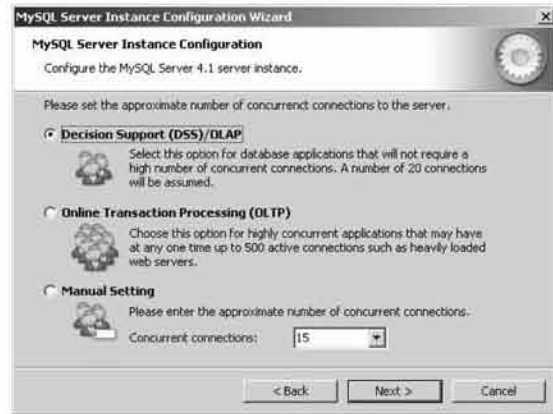 MySQL Server Instance Configuration Wizard
MySQL Server Instance Configuration
Configure the MySQL Server 4.1 server instance.
Please set the approximate number of concurrenct connections to the server.
Decision Support (DSS)/OLAP
Select this option for database applications that will not require a
high number of concurrent connections. A number of 20 connections
will be assumed.
Online Transaction Processing (OLTP)
Choose this option for highly concurrent applications that may have
at any one time up to 500 active connections such as heavily loaded
web servers.
Manual Setting
Please enter the approximate number of concurrent connections.
Concurrent connections: 15
< Back Next > Cancel